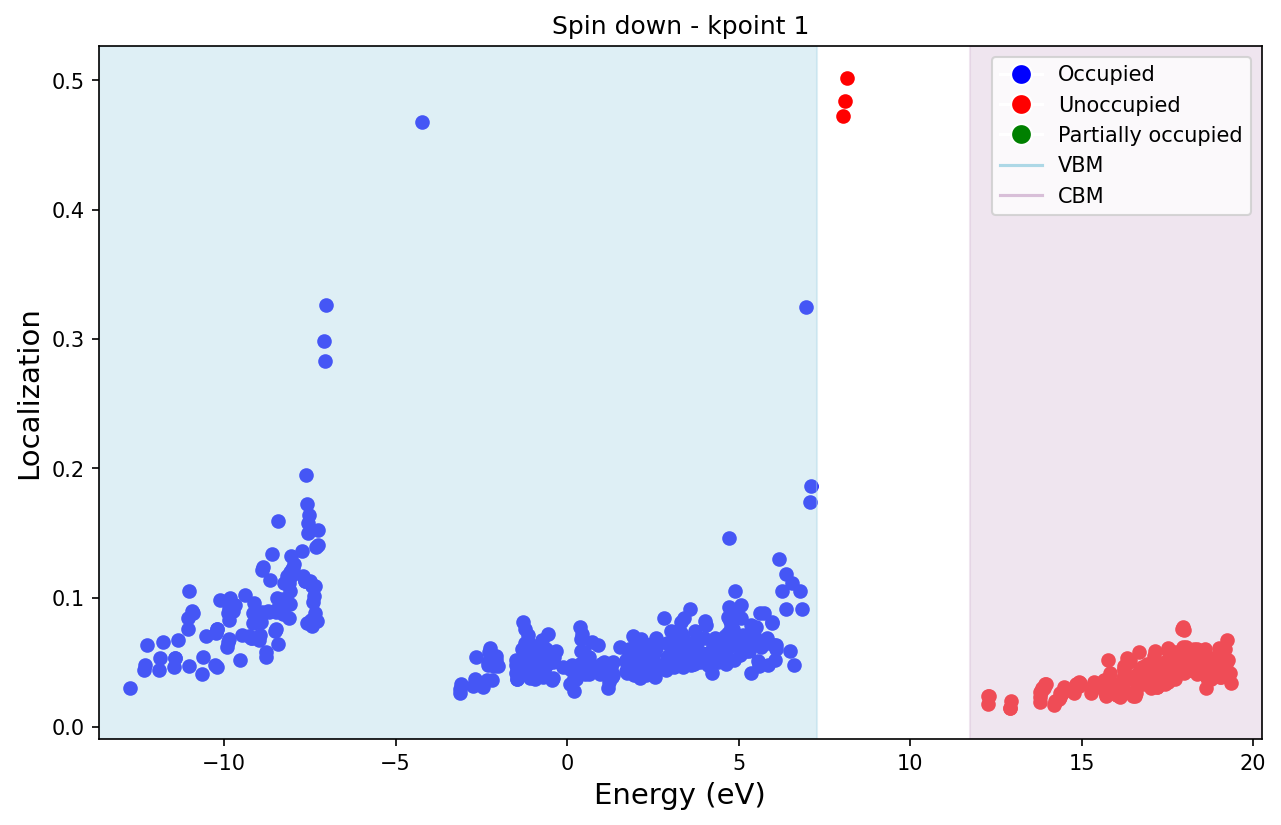 Spin down - kpoint 1
Occupied
Unoccupied
Partially occupied
VBM
CBM
0.5
0.4
0.3
0.2
0.1
0.0
Localization
−10
−5
0
5
10
15
20
Energy (eV)